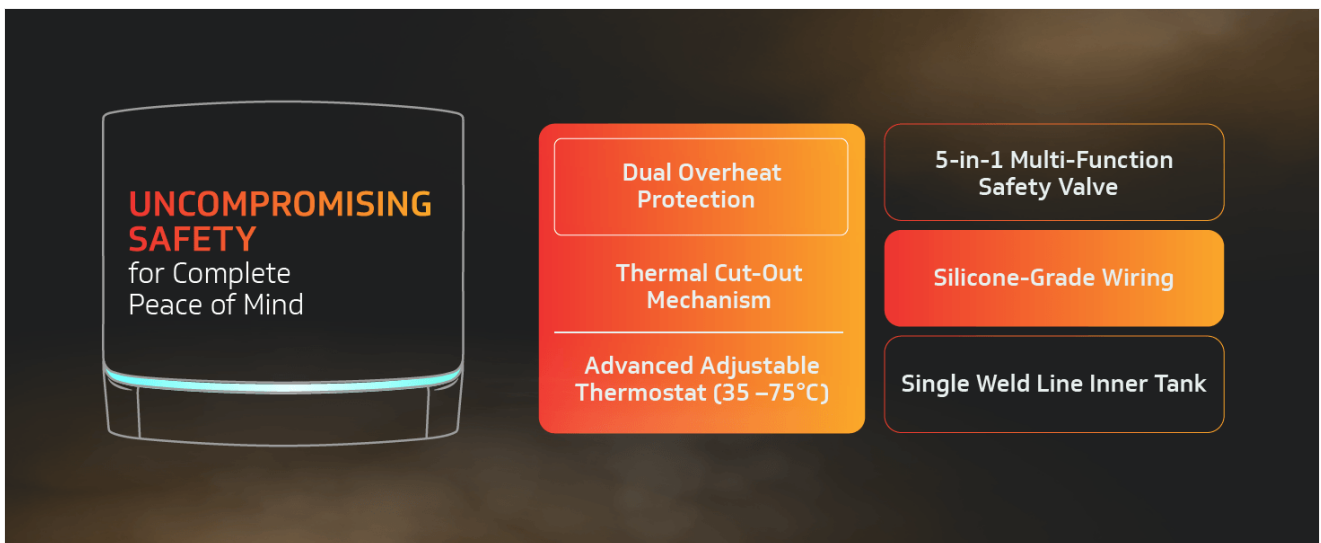 UNCOMPROMISING
SAFETY
for Complete
Peace of Mind
Dual Overheat
Protection
Thermal Cut-Out
Mechanism
Advanced Adjustable
Thermostat (35 –75°C)
5-in-1 Multi-Function
Safety Valve
Silicone-Grade Wiring
Single Weld Line Inner Tank